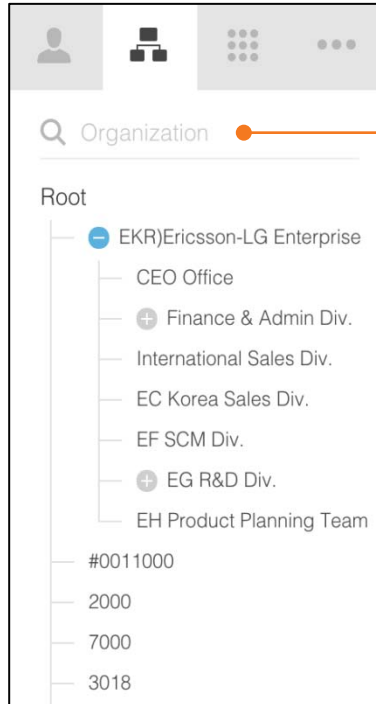 Organization
Root
EKR)Ericsson-LG Enterprise
CEO Office
Finance & Admin Div.
International Sales Div.
EC Korea Sales Div.
EF SCM Div.
EG R&D Div.
EH Product Planning Team
#0011000
2000
7000
3018